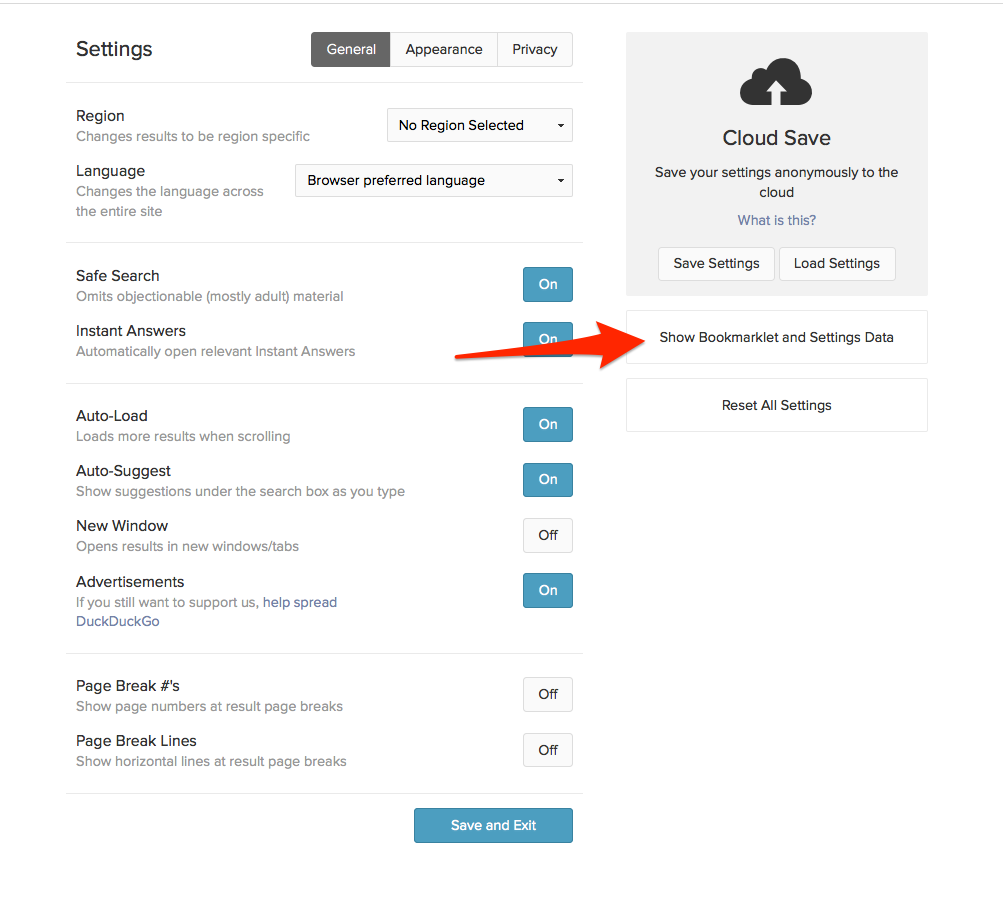 Settings
General
Appearance
Privacy
Region
Changes results to be region specific
No Region Selected
Language
Changes the language across
the entire site
Browser preferred language
Safe Search
Omits objectionable (mostly adult) material
On
Instant Answers
Automatically open relevant Instant Answers
On
Auto-Load
Loads more results when scrolling
On
Auto-Suggest
Show suggestions under the search box as you type
On
New Window
Opens results in new windows/tabs
Off
Advertisements
If you still want to support us, help spread
DuckDuckGo
On
Page Break #'s
Show page numbers at result page breaks
Off
Page Break Lines
Show horizontal lines at result page breaks
Off
Save and Exit
Cloud Save
Save your settings anonymously to the
cloud
What is this?
Save Settings
Load Settings
Show Bookmarklet and Settings Data
Reset All Settings